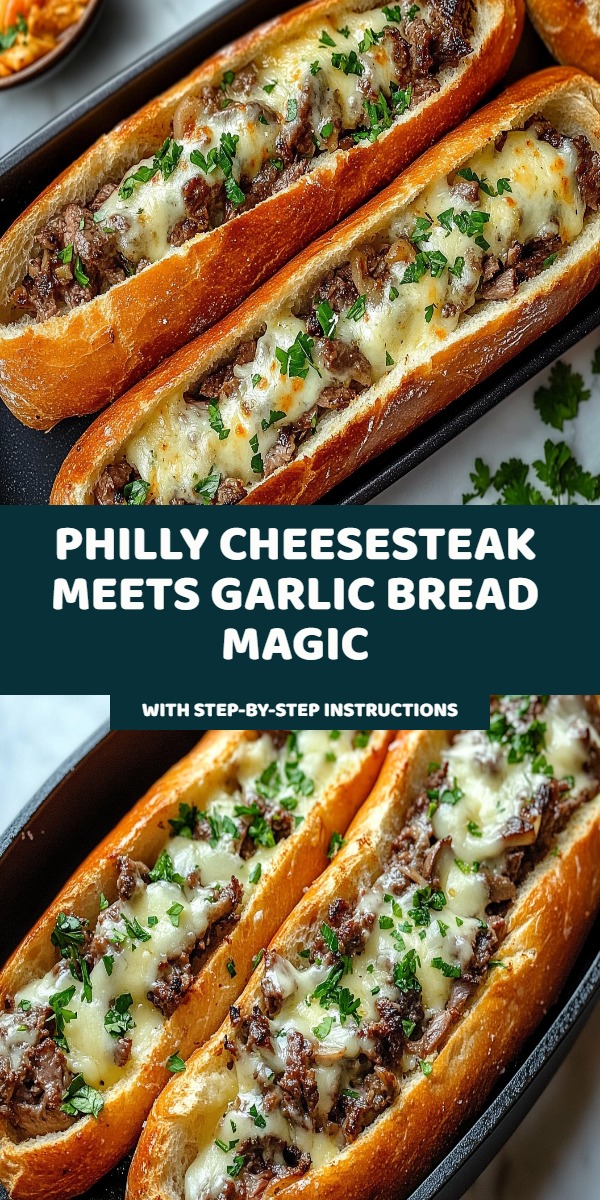 PHILLY CHEESESTEAK
MEETS GARLIC BREAD
MAGIC
WITH STEP-BY-STEP INSTRUCTIONS